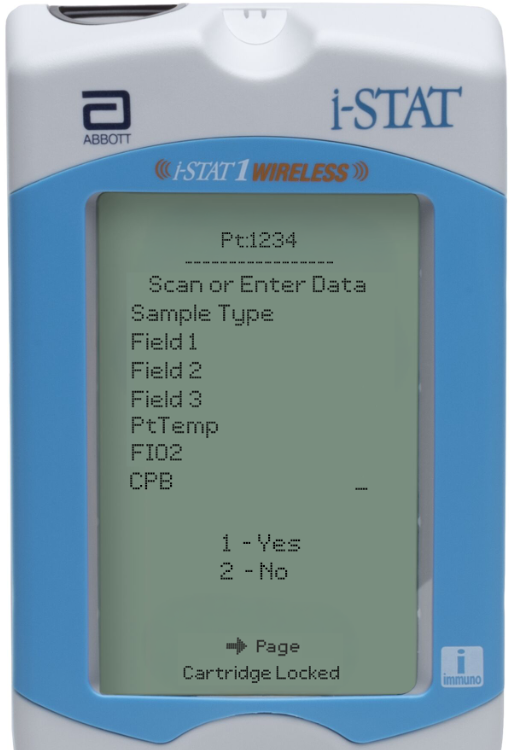 ABBOTT
i-STAT
i-STAT 1 WIRELESS
Pt:1234
-----------------
Scan or Enter Data
Sample Type
Field 1
Field 2
Field 3
PtTemp
FIO2
CPB _
1 - Yes
2 - No
➡ Page
Cartridge Locked
i
immuno